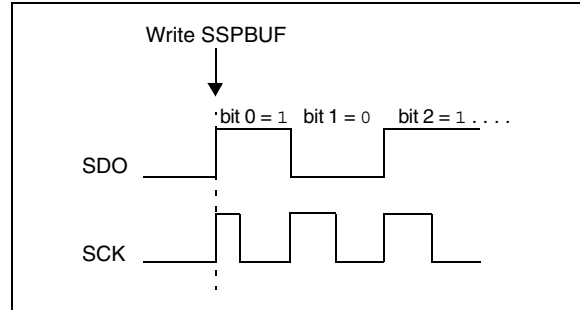 Write SSPBUF
bit 0 = 1 bit 1 = 0 bit 2 = 1 . . . .
SDO
SCK